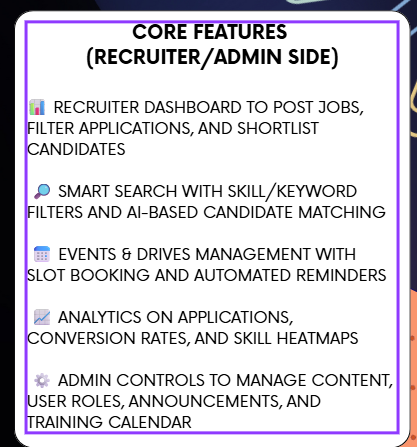 CORE FEATURES
(RECRUITER/ADMIN SIDE)
📊 RECRUITER DASHBOARD TO POST JOBS,
FILTER APPLICATIONS, AND SHORTLIST
CANDIDATES
🔎 SMART SEARCH WITH SKILL/KEYWORD
FILTERS AND AI-BASED CANDIDATE MATCHING
📅 EVENTS & DRIVES MANAGEMENT WITH
SLOT BOOKING AND AUTOMATED REMINDERS
📈 ANALYTICS ON APPLICATIONS,
CONVERSION RATES, AND SKILL HEATMAPS
⚙️ ADMIN CONTROLS TO MANAGE CONTENT,
USER ROLES, ANNOUNCEMENTS, AND
TRAINING CALENDAR